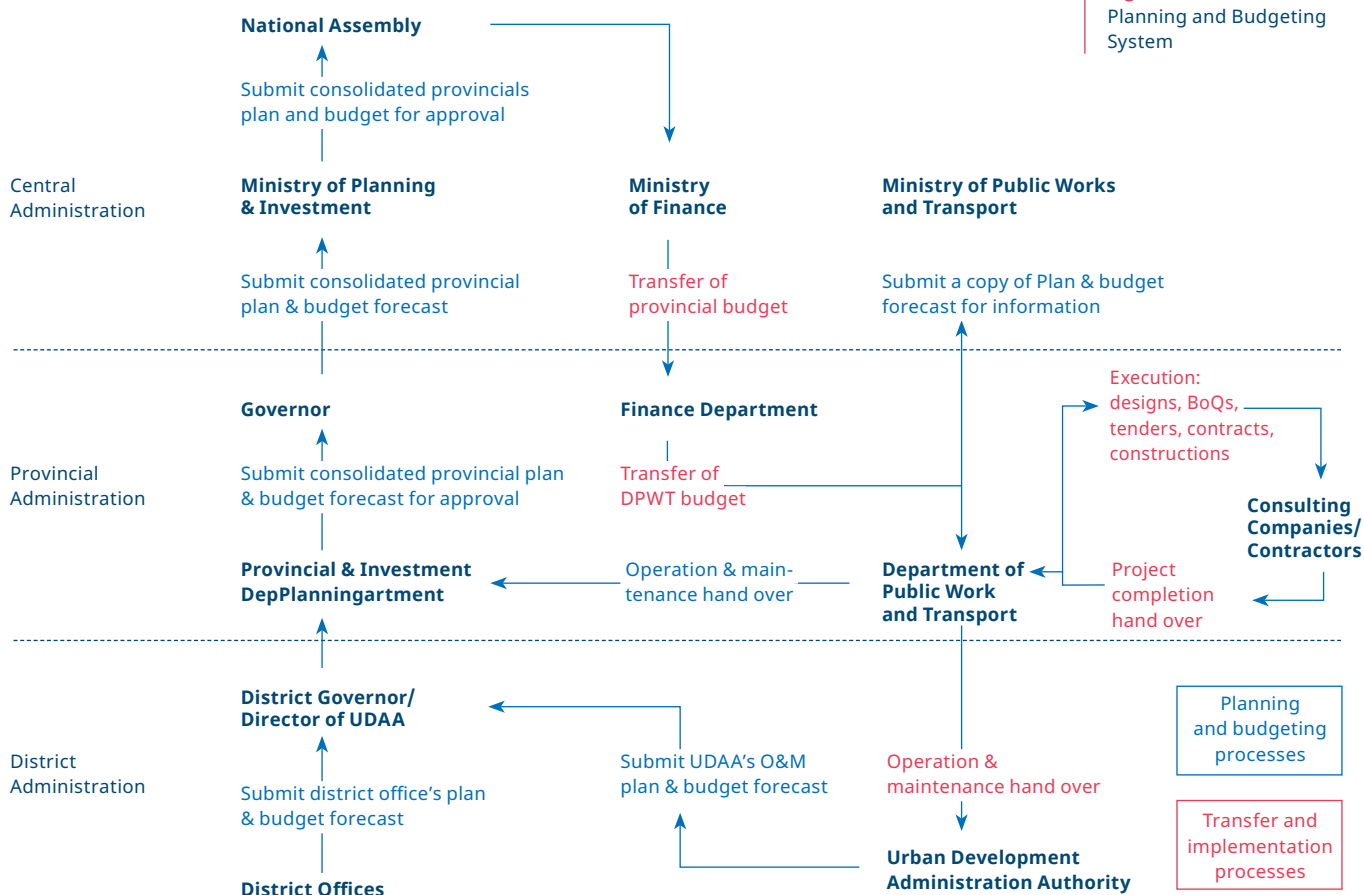 Planning and Budgeting
System
National Assembly
Submit consolidated provincials
plan and budget for approval
Central
Administration
Ministry of Planning
& Investment
Ministry
of Finance
Ministry of Public Works
and Transport
Submit consolidated provincial
plan & budget forecast
Transfer of
provincial budget
Submit a copy of Plan & budget
forecast for information
Governor
Finance Department
Execution:
designs, BoQs,
tenders, contracts,
constructions
Provincial
Administration
Submit consolidated provincial plan
& budget forecast for approval
Transfer of
DPWT budget
Consulting
Companies/
Contractors
Provincial & Investment
DepPlanningartment
Operation & main-
tenance hand over
Department of
Public Work
and Transport
Project
completion
hand over
District Governor/
Director of UDAA
Planning
and budgeting
processes
District
Administration
Submit district office's plan
& budget forecast
Submit UDAA's O&M
plan & budget forecast
Operation &
maintenance hand over
Transfer and
implementation
processes
Urban Development
Administration Authority
District Offices